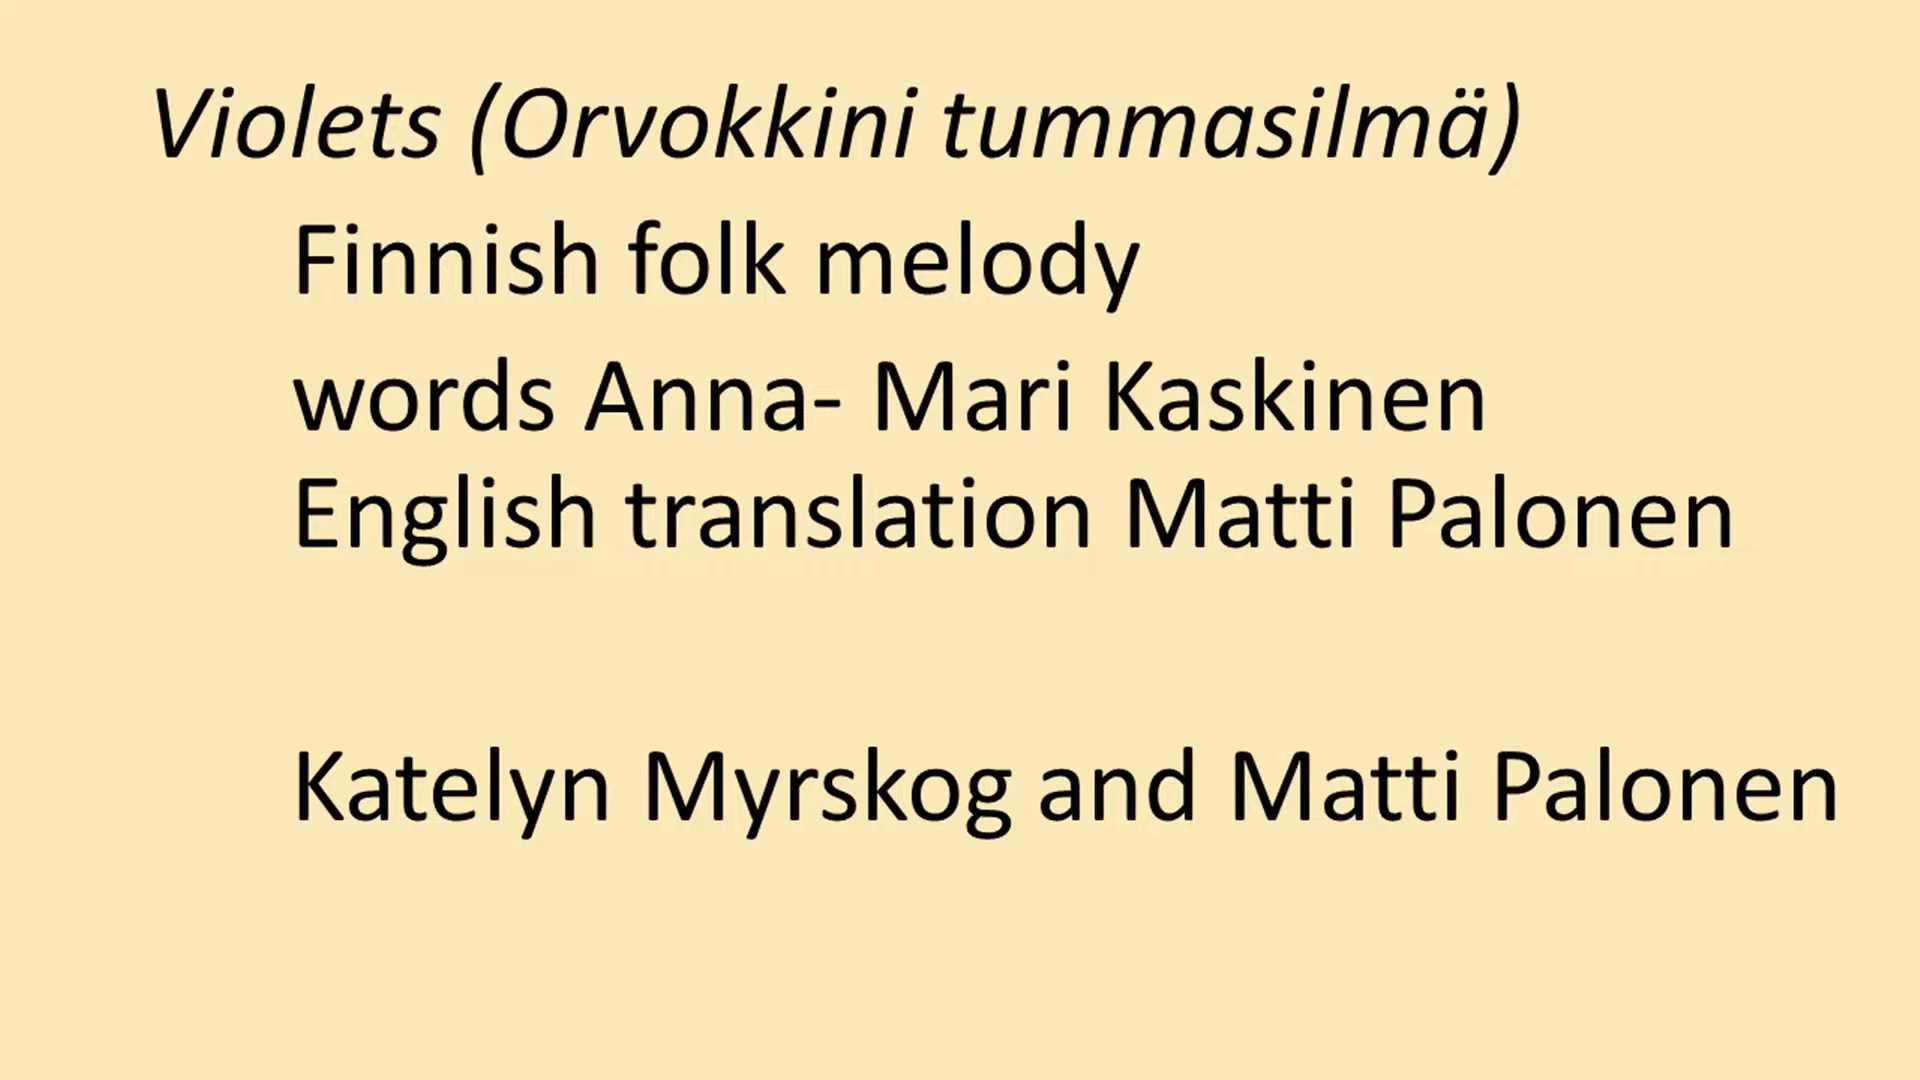 Violets (Orvokkini tummasilmä)
Finnish folk melody
words Anna- Mari Kaskinen
English translation Matti Palonen
Katelyn Myrskog and Matti Palonen